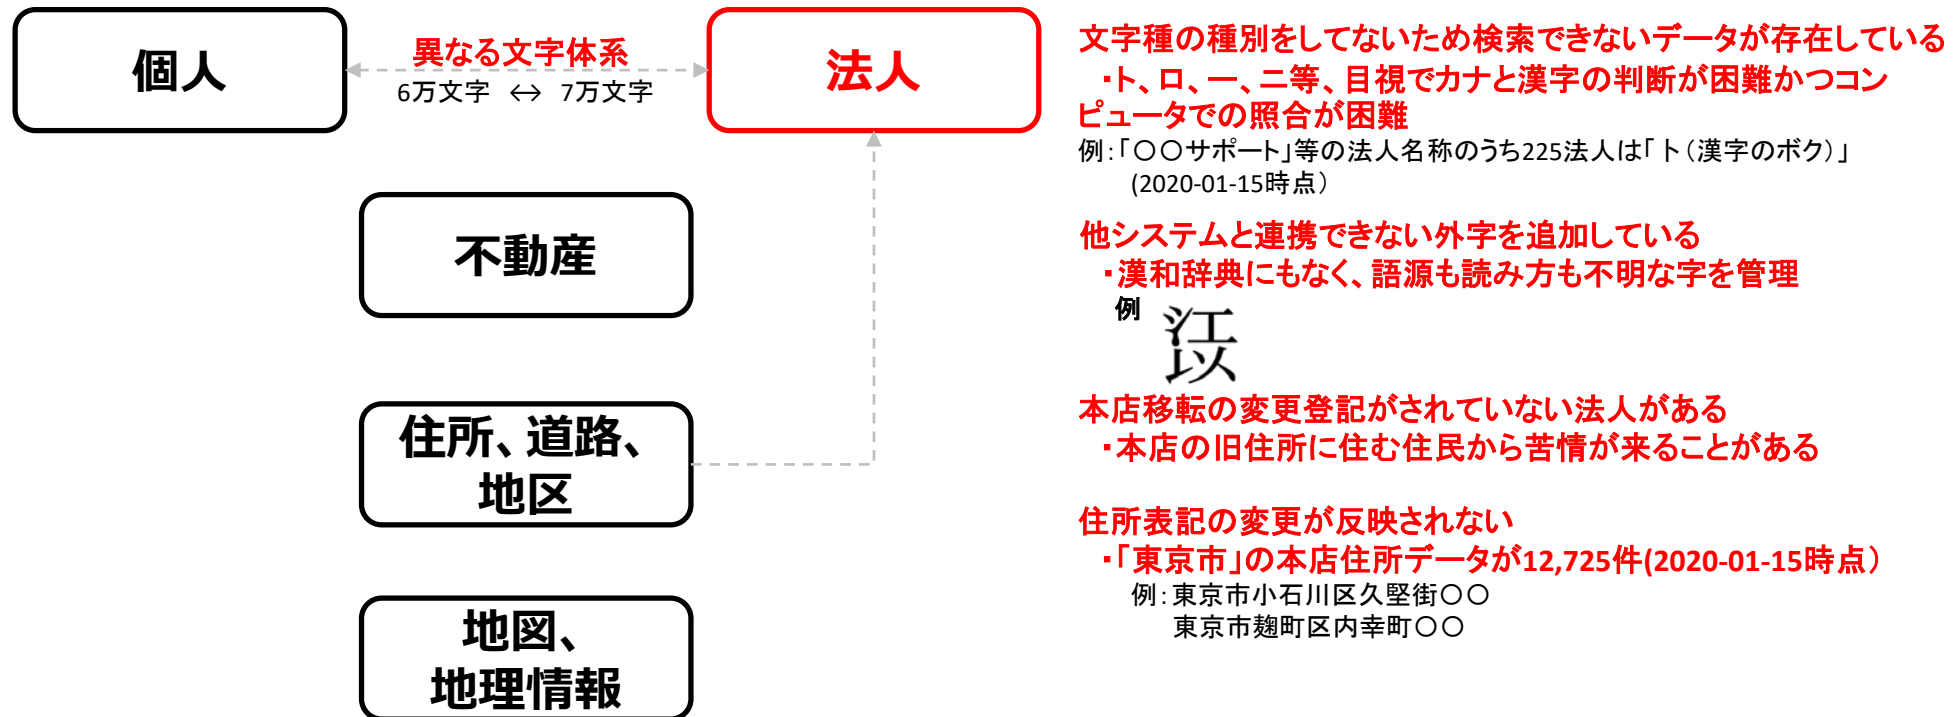 個人
異なる文字体系
6万文字 ↔ 7万文字
法人
不動産
住所、道路、
地区
地図、
地理情報
文字種の種別をしてないため検索できないデータが存在している
・ト、ロ、一、ニ等、目視でカナと漢字の判断が困難かつコン
ピュータでの照合が困難
例:「〇〇サポート」等の法人名称のうち225法人は「卜(漢字のボク)」
(2020-01-15時点)
他システムと連携できない外字を追加している
・漢和辞典にもなく、語源も読み方も不明な字を管理
例
本店移転の変更登記がされていない法人がある
・本店の旧住所に住む住民から苦情が来ることがある
住所表記の変更が反映されない
・「東京市」の本店住所データが12,725件(2020-01-15時点)
例:東京市小石川区久堅街〇〇
東京市麹町区内幸町〇〇